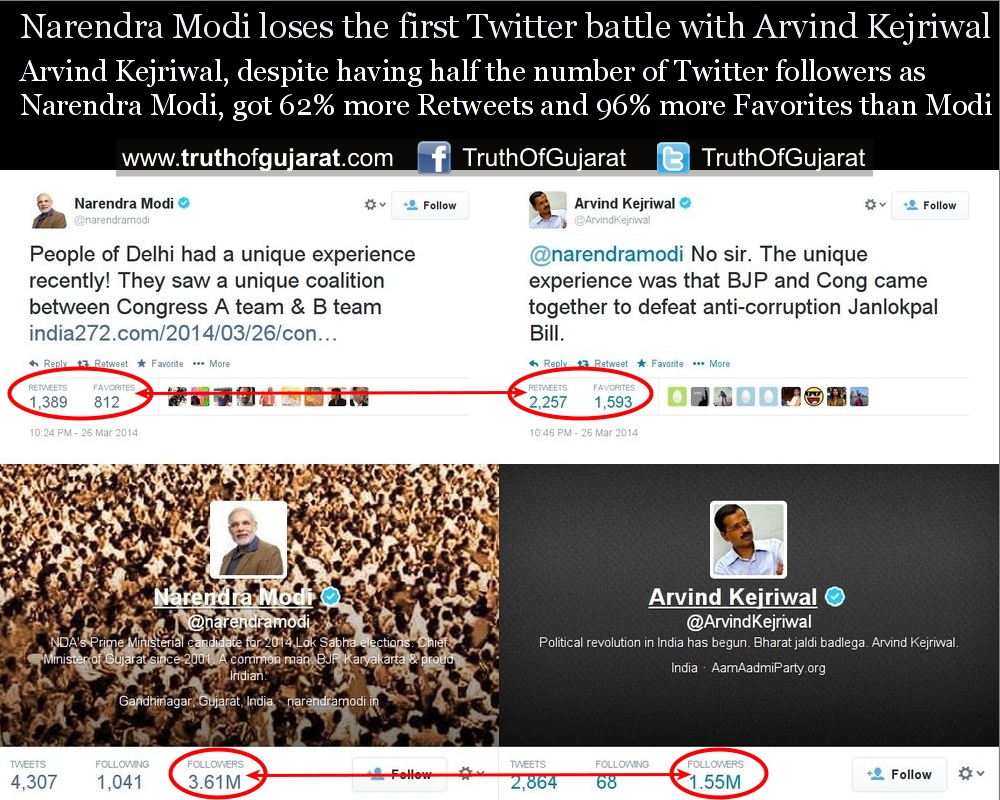 Narendra Modi loses the first Twitter battle with Arvind Kejriwal
Arvind Kejriwal, despite having half the number of Twitter followers as
Narendra Modi, got 62% more Retweets and 96% more Favorites than Modi
www.truthofgujarat.com TruthOfGujarat TruthOfGujarat
Narendra Modi
@narendramodi
Follow
People of Delhi had a unique experience
recently! They saw a unique coalition
between Congress A team & B team
india272.com/2014/03/26/con…
Reply Retweet Favorite More
RETWEETS FAVORITES
1,389 812
10:24 PM - 26 Mar 2014
Arvind Kejriwal
@ArvindKejriwal
Follow
@narendramodi No sir. The unique
experience was that BJP and Cong came
together to defeat anti-corruption Janlokpal
Bill.
Reply Retweet Favorite More
RETWEETS FAVORITES
2,257 1,593
10:46 PM - 26 Mar 2014
Narendra Modi
@narendramodi
NDA's Prime Ministerial candidate for 2014 Lok Sabha elections. Chief
Minister of Gujarat since 2001. A common man, BJP Karyakarta & proud
Indian.
Gandhinagar, Gujarat, India. · narendramodi.in
TWEETS FOLLOWING FOLLOWERS
4,307 1,041 3.61M
Follow
Arvind Kejriwal
@ArvindKejriwal
Political revolution in India has begun. Bharat jaldi badlega. Arvind Kejriwal.
India · AamAadmiParty.org
TWEETS FOLLOWING FOLLOWERS
2,864 68 1.55M
Follow